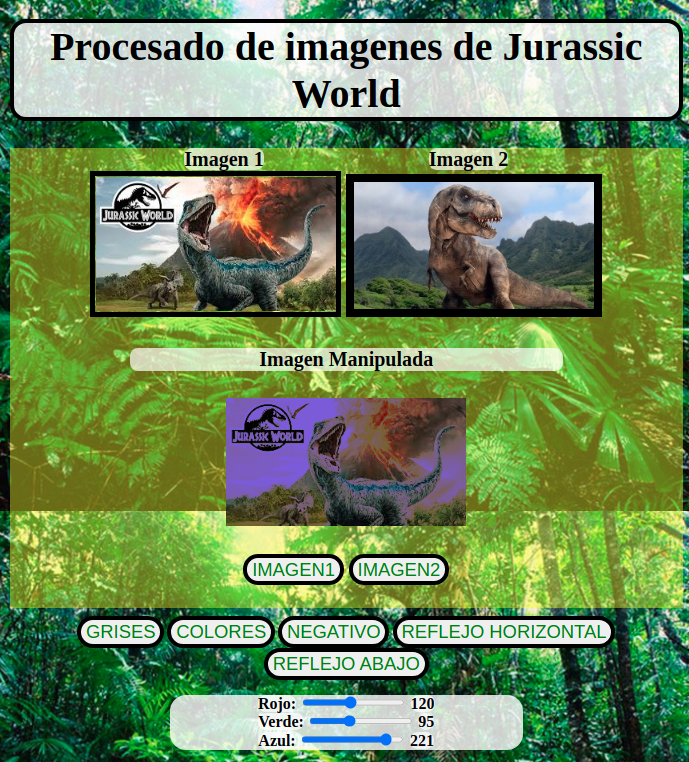 Procesado de imagenes de Jurassic
World
Imagen 1
Imagen 2
JURASSIC WORLD
Imagen Manipulada
JURASSIC WORLD
IMAGEN1
IMAGEN2
GRISES
COLORES
NEGATIVO
REFLEJO HORIZONTAL
REFLEJO ABAJO
Rojo: 120
Verde: 95
Azul: 221